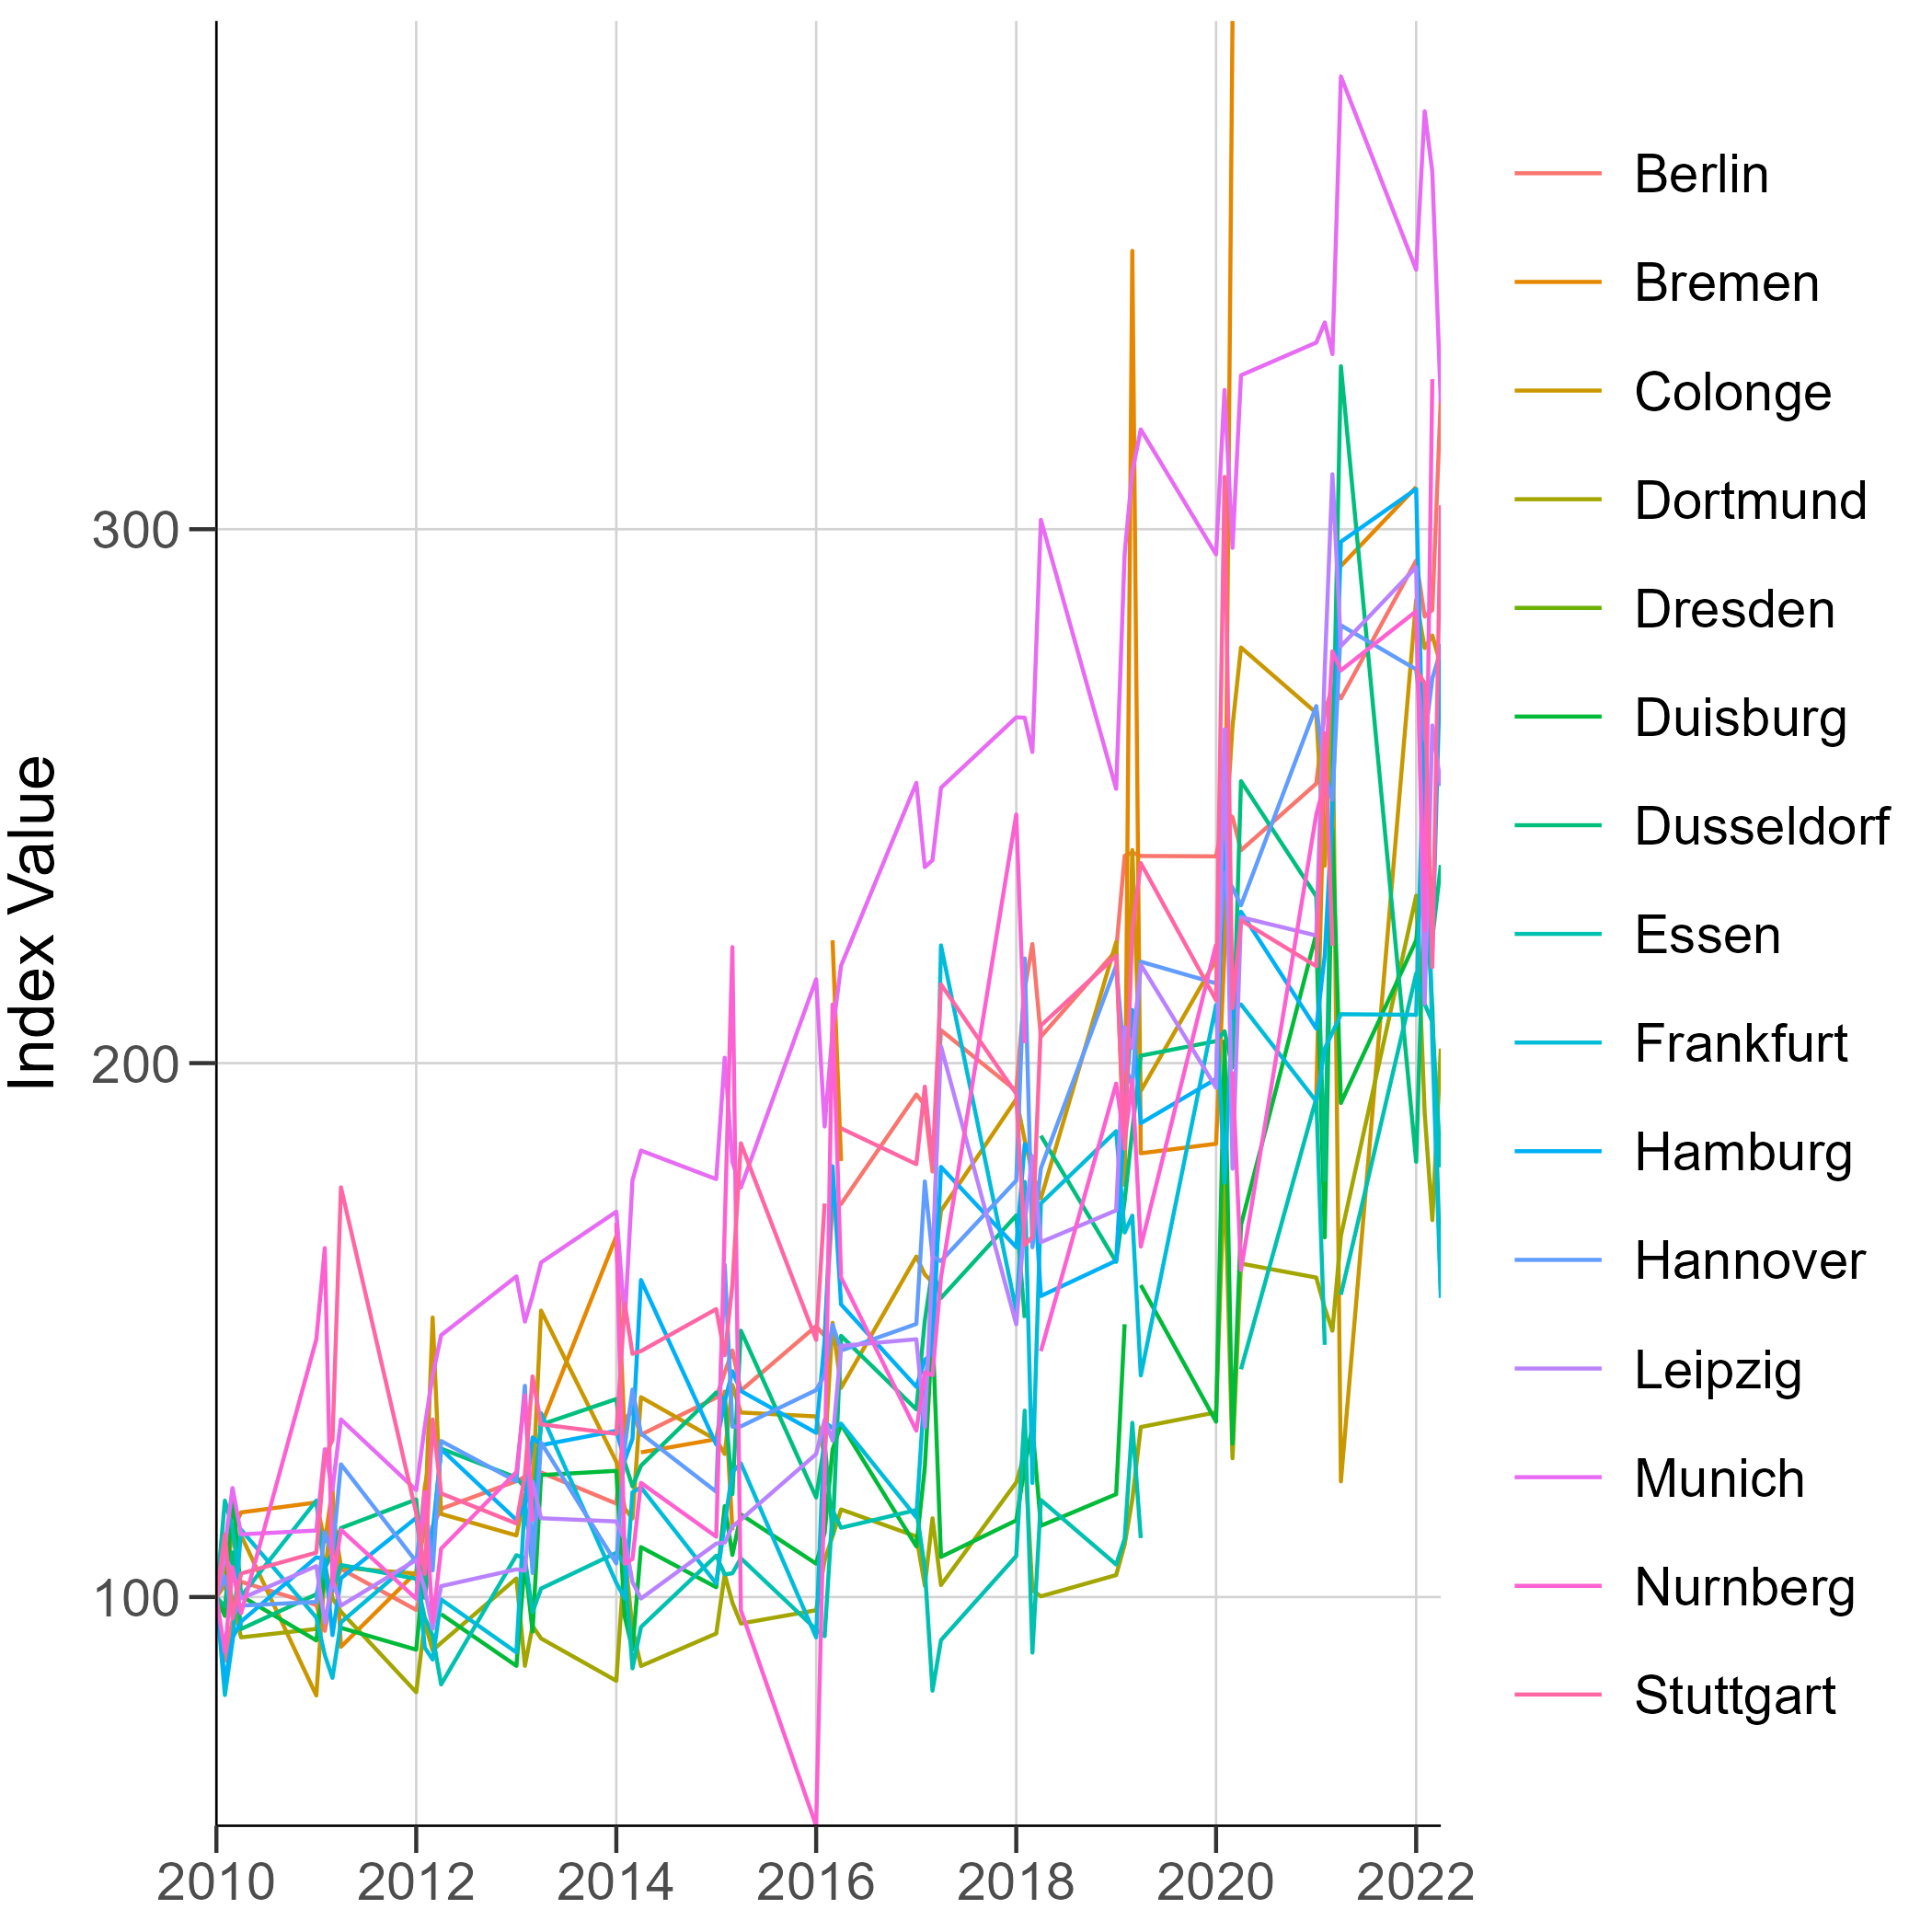 Index Value
300
200
100
2010 2012 2014 2016 2018 2020 2022
Berlin
Bremen
Colonge
Dortmund
Dresden
Duisburg
Dusseldorf
Essen
Frankfurt
Hamburg
Hannover
Leipzig
Munich
Nurnberg
Stuttgart